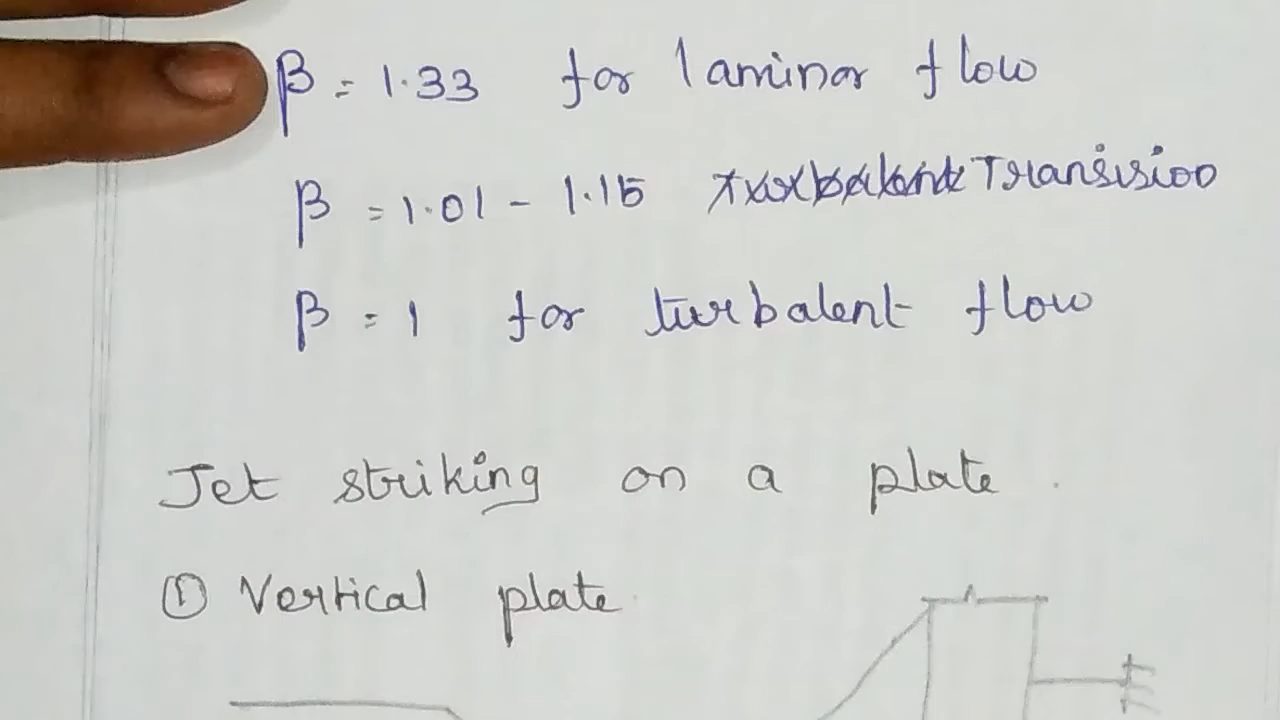 β = 1.33 for laminar flow
β = 1.01 - 1.15 Transision
β = 1 for turbalent flow
Jet striking on a plate.
① Vertical plate